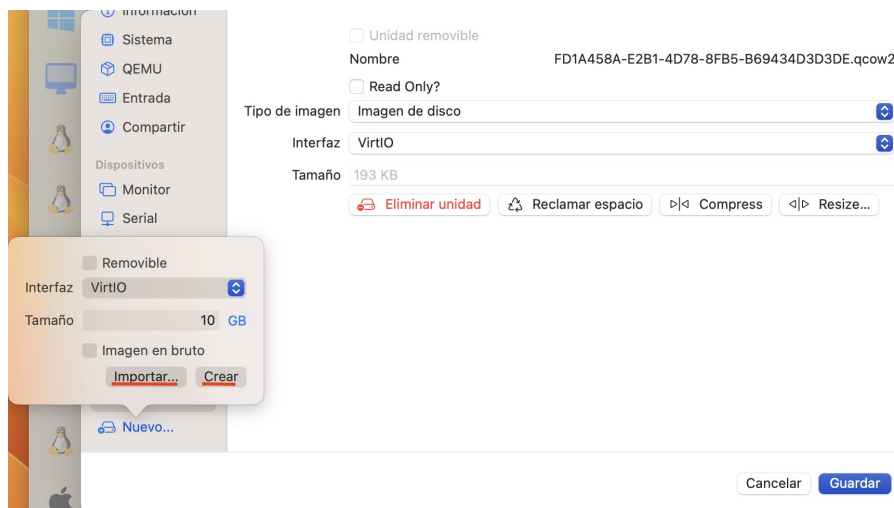 Información
Sistema
QEMU
Entrada
Compartir
Dispositivos
Monitor
Serial
Unidad removible
Nombre FD1A458A-E2B1-4D78-8FB5-B69434D3D3DE.qcow2
Read Only?
Tipo de imagen Imagen de disco
Interfaz VirtIO
Tamaño 193 KB
Eliminar unidad Reclamar espacio Compress Resize...
Removible
Interfaz VirtIO
Tamaño 10 GB
Imagen en bruto
Importar... Crear
Nuevo...
Cancelar Guardar